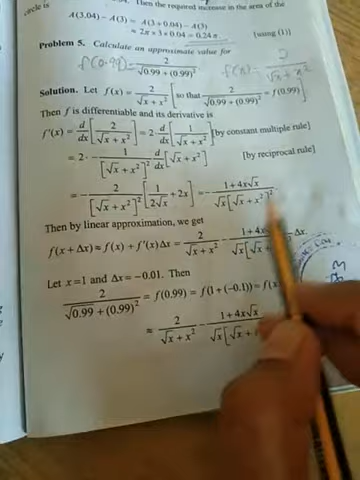 circle is
Then the required increase in the area of the
A(3.04) – A(3) = A(3 + 0.04) – A(3)
≈ 2π × 3 × 0.04 = 0.24 π. [using (1)]
Problem 5. Calculate an approximate value for
f(0.99) = 2 / (√0.99 + (0.99)²) f(x) = 2 / (√x + x²)
Solution. Let f(x) = 2 / (√x + x²) [so that 2 / (√0.99 + (0.99)²) = f(0.99)]
Then f is differentiable and its derivative is
f'(x) = d/dx [2 / (√x + x²)] = 2 · d/dx [1 / (√x + x²)] [by constant multiple rule]
= 2 · – 1 / [√x + x²]² d/dx [√x + x²] [by reciprocal rule]
= – 2 / [√x + x²]² [1 / 2√x + 2x] = – (1 + 4x√x) / (√x [√x + x²]²)
Then by linear approximation, we get
f(x + Δx) ≈ f(x) + f'(x) Δx = 2 / (√x + x²) – 1 + 4x √x [√x Δx.
Let x = 1 and Δx = – 0.01. Then
2 / (√0.99 + (0.99)²) = f(0.99) = f(1 + (–0.1)) = f(x
≈ 2 / (√x + x²) – 1 + 4x√x / √x [√x +